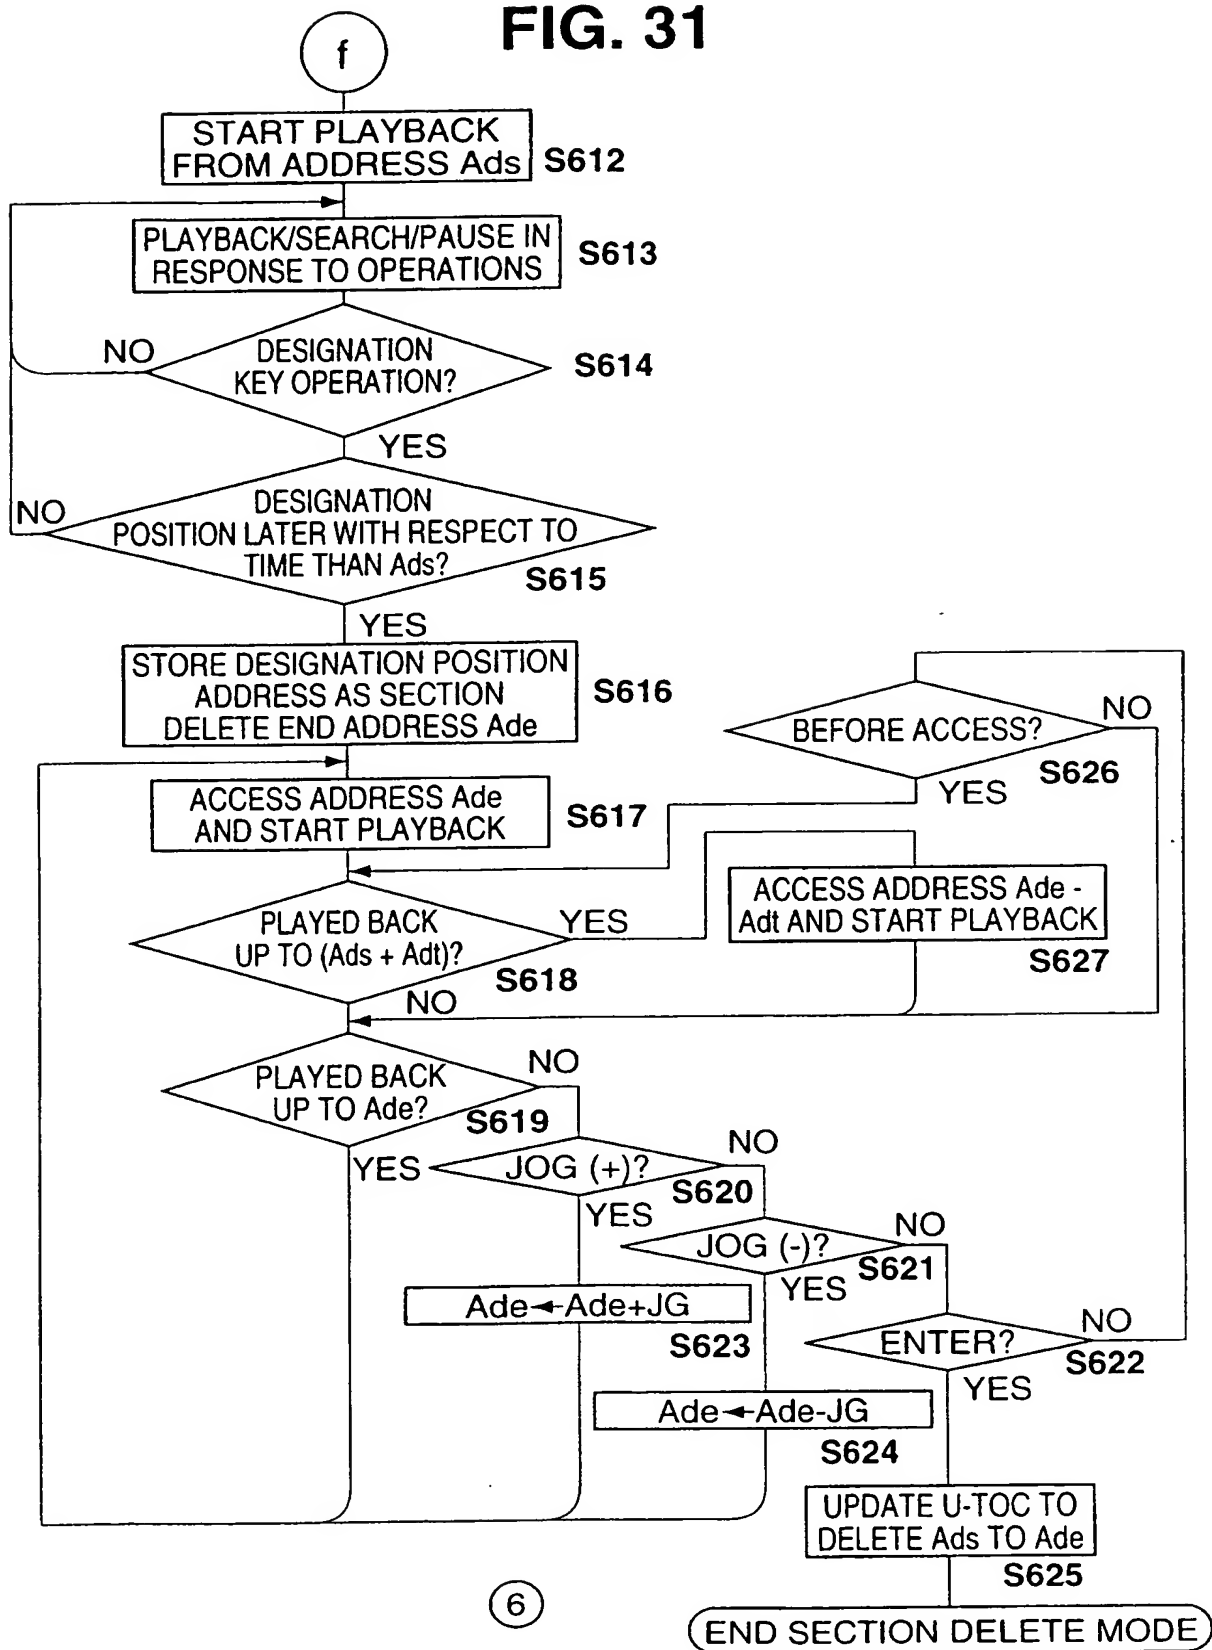 FIG. 31
f
START PLAYBACK
FROM ADDRESS Ads
S612
PLAYBACK/SEARCH/PAUSE IN
RESPONSE TO OPERATIONS
S613
NO
DESIGNATION
KEY OPERATION?
S614
YES
NO
DESIGNATION
POSITION LATER WITH RESPECT TO
TIME THAN Ads?
S615
YES
STORE DESIGNATION POSITION
ADDRESS AS SECTION
DELETE END ADDRESS Ade
S616
BEFORE ACCESS?
NO
S626
YES
ACCESS ADDRESS Ade
AND START PLAYBACK
S617
ACCESS ADDRESS Ade -
Adt AND START PLAYBACK
S627
PLAYED BACK
UP TO (Ads + Adt)?
YES
S618
NO
PLAYED BACK
UP TO Ade?
NO
S619
YES
JOG (+)?
NO
S620
YES
JOG (-)?
NO
S621
YES
Ade←Ade+JG
S623
ENTER?
NO
S622
YES
Ade←Ade-JG
S624
UPDATE U-TOC TO
DELETE Ads TO Ade
S625
6
END SECTION DELETE MODE